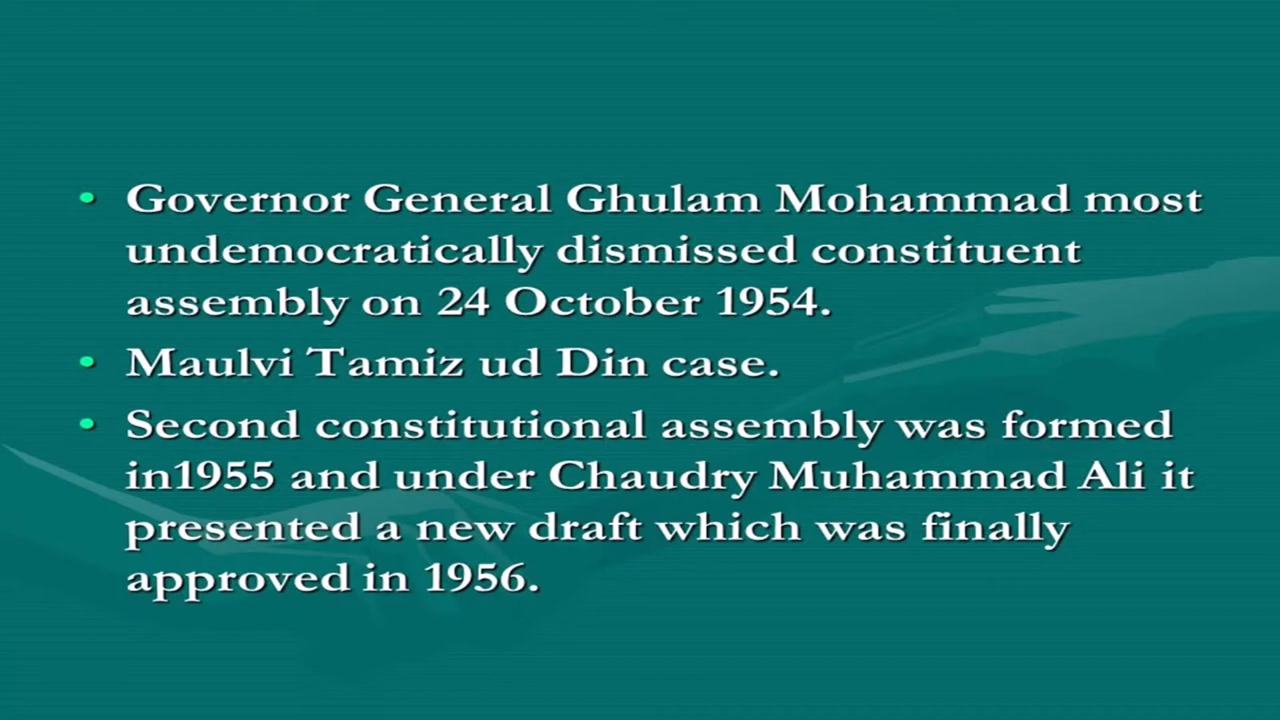 • Governor General Ghulam Mohammad most
undemocratically dismissed constituent
assembly on 24 October 1954.
• Maulvi Tamiz ud Din case.
• Second constitutional assembly was formed
in1955 and under Chaudry Muhammad Ali it
presented a new draft which was finally
approved in 1956.